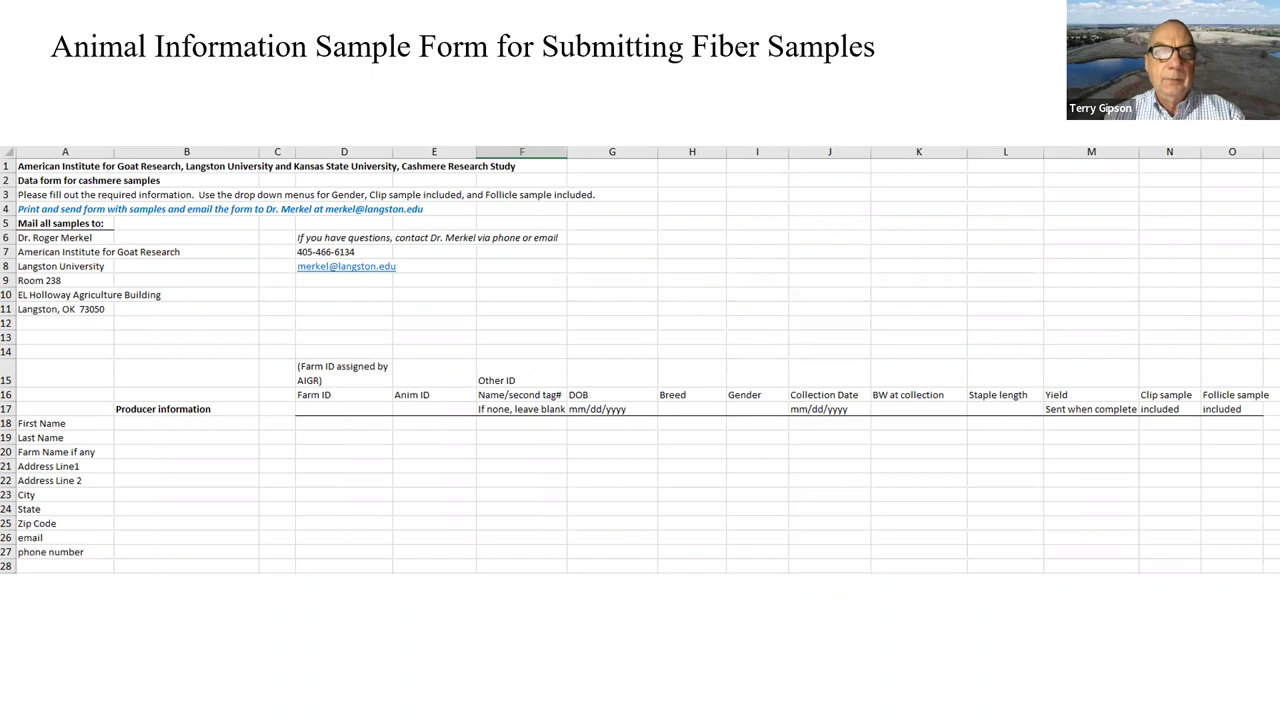 Animal Information Sample Form for Submitting Fiber Samples
Terry Gipson
A B C D E F G H I J K L M N O
1 American Institute for Goat Research, Langston University and Kansas State University, Cashmere Research Study
2 Data form for cashmere samples
3 Please fill out the required information. Use the drop down menus for Gender, Clip sample included, and Follicle sample included.
4 Print and send form with samples and email the form to Dr. Merkel at merkel@langston.edu
5 Mail all samples to:
6 Dr. Roger Merkel If you have questions, contact Dr. Merkel via phone or email
7 American Institute for Goat Research 405-466-6134
8 Langston University merkel@langston.edu
9 Room 238
10 EL Holloway Agriculture Building
11 Langston, OK 73050
12
13
14
(Farm ID assigned by
15 AIGR) Other ID
16 Farm ID Anim ID Name/second tag# DOB Breed Gender Collection Date BW at collection Staple length Yield Clip sample Follicle sample
17 Producer information If none, leave blank mm/dd/yyyy mm/dd/yyyy Sent when complete included included
18 First Name
19 Last Name
20 Farm Name if any
21 Address Line1
22 Address Line 2
23 City
24 State
25 Zip Code
26 email
27 phone number
28